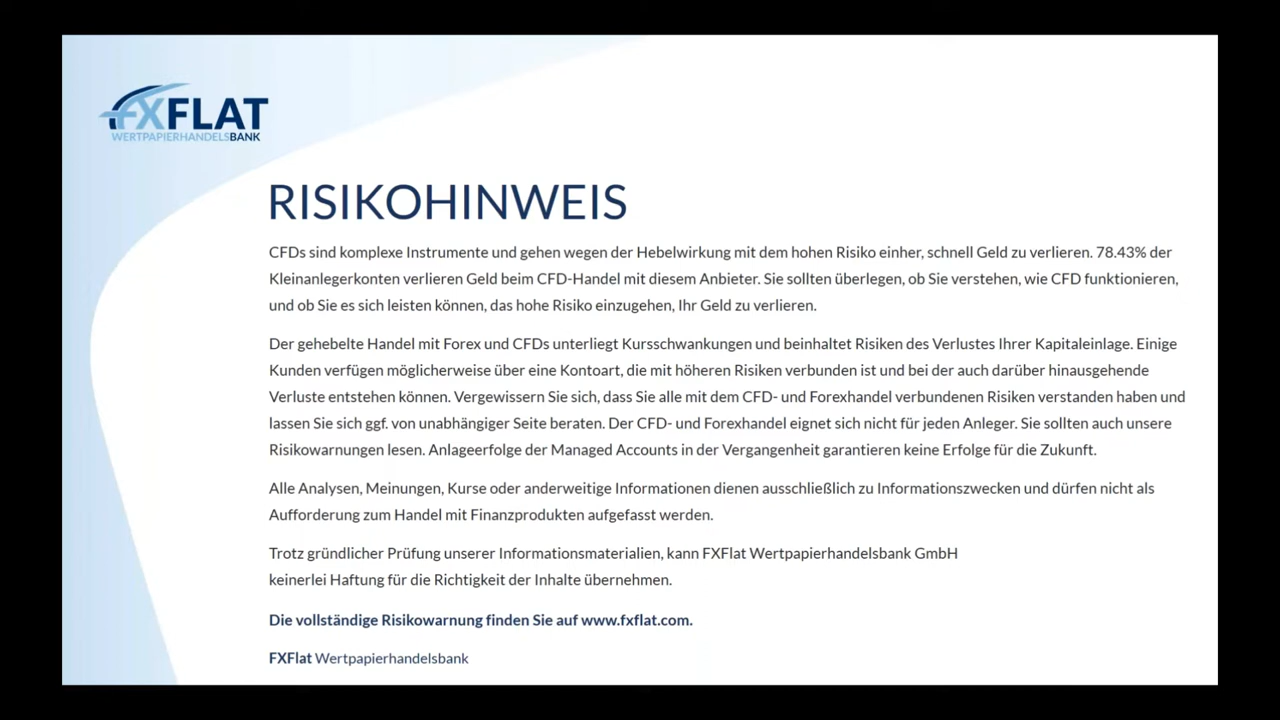 FXFLAT
WERTPAPIERHANDELSBANK
RISIKOHINWEIS
CFDs sind komplexe Instrumente und gehen wegen der Hebelwirkung mit dem hohen Risiko einher, schnell Geld zu verlieren. 78.43% der
Kleinanlegerkonten verlieren Geld beim CFD-Handel mit diesem Anbieter. Sie sollten überlegen, ob Sie verstehen, wie CFD funktionieren,
und ob Sie es sich leisten können, das hohe Risiko einzugehen, Ihr Geld zu verlieren.
Der gehebelte Handel mit Forex und CFDs unterliegt Kursschwankungen und beinhaltet Risiken des Verlustes Ihrer Kapitaleinlage. Einige
Kunden verfügen möglicherweise über eine Kontoart, die mit höheren Risiken verbunden ist und bei der auch darüber hinausgehende
Verluste entstehen können. Vergewissern Sie sich, dass Sie alle mit dem CFD- und Forexhandel verbundenen Risiken verstanden haben und
lassen Sie sich ggf. von unabhängiger Seite beraten. Der CFD- und Forexhandel eignet sich nicht für jeden Anleger. Sie sollten auch unsere
Risikowarnungen lesen. Anlageerfolge der Managed Accounts in der Vergangenheit garantieren keine Erfolge für die Zukunft.
Alle Analysen, Meinungen, Kurse oder anderweitige Informationen dienen ausschließlich zu Informationszwecken und dürfen nicht als
Aufforderung zum Handel mit Finanzprodukten aufgefasst werden.
Trotz gründlicher Prüfung unserer Informationsmaterialien, kann FXFlat Wertpapierhandelsbank GmbH
keinerlei Haftung für die Richtigkeit der Inhalte übernehmen.
Die vollständige Risikowarnung finden Sie auf www.fxflat.com.
FXFlat Wertpapierhandelsbank